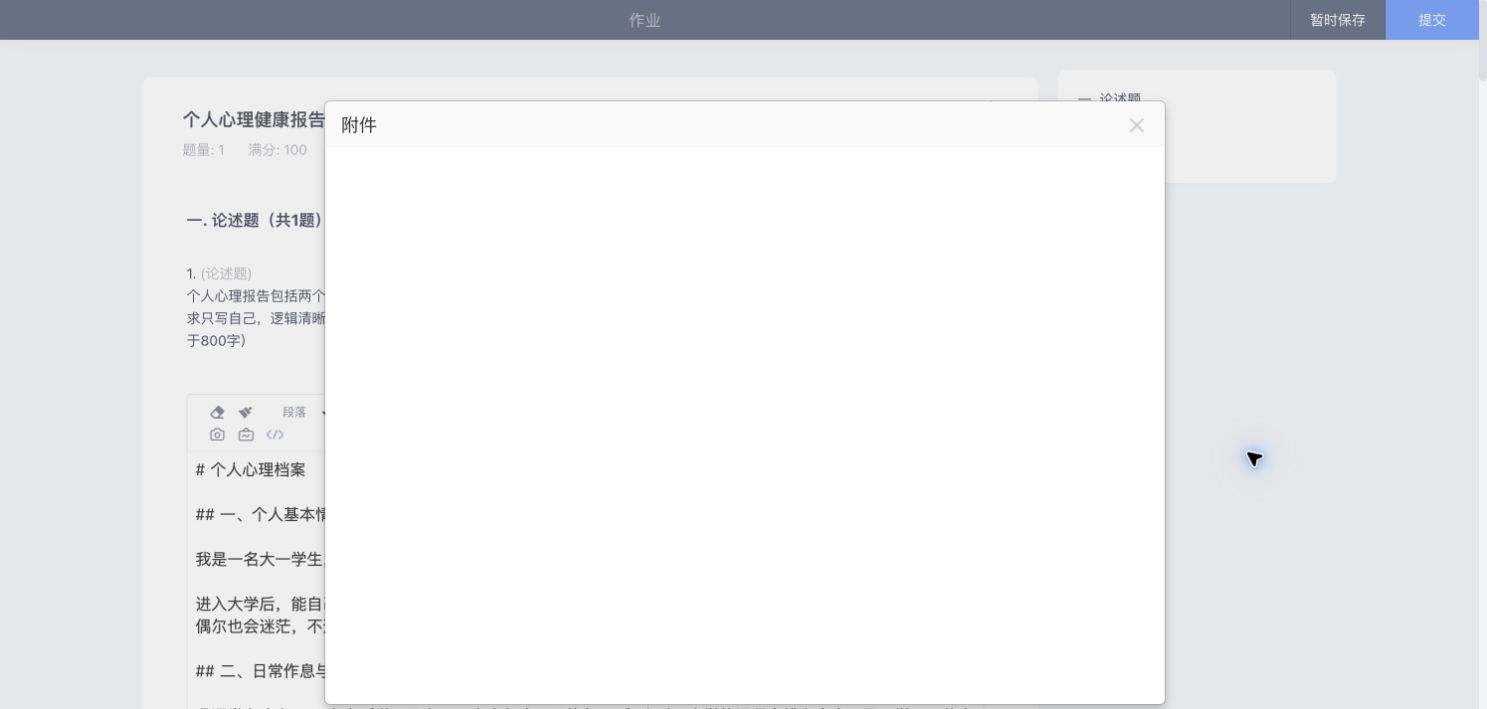 作业
暂时保存
提交
个人心理健康报告
题量: 1 满分: 100
一 论述题
附件
一. 论述题（共1题）
1. (论述题)
个人心理报告包括两个
求只写自己，逻辑清晰
于800字）
段落
# 个人心理档案
## 一、个人基本情
我是一名大一学生，
进入大学后，能自
偶尔也会迷茫，不
## 二、日常作息与